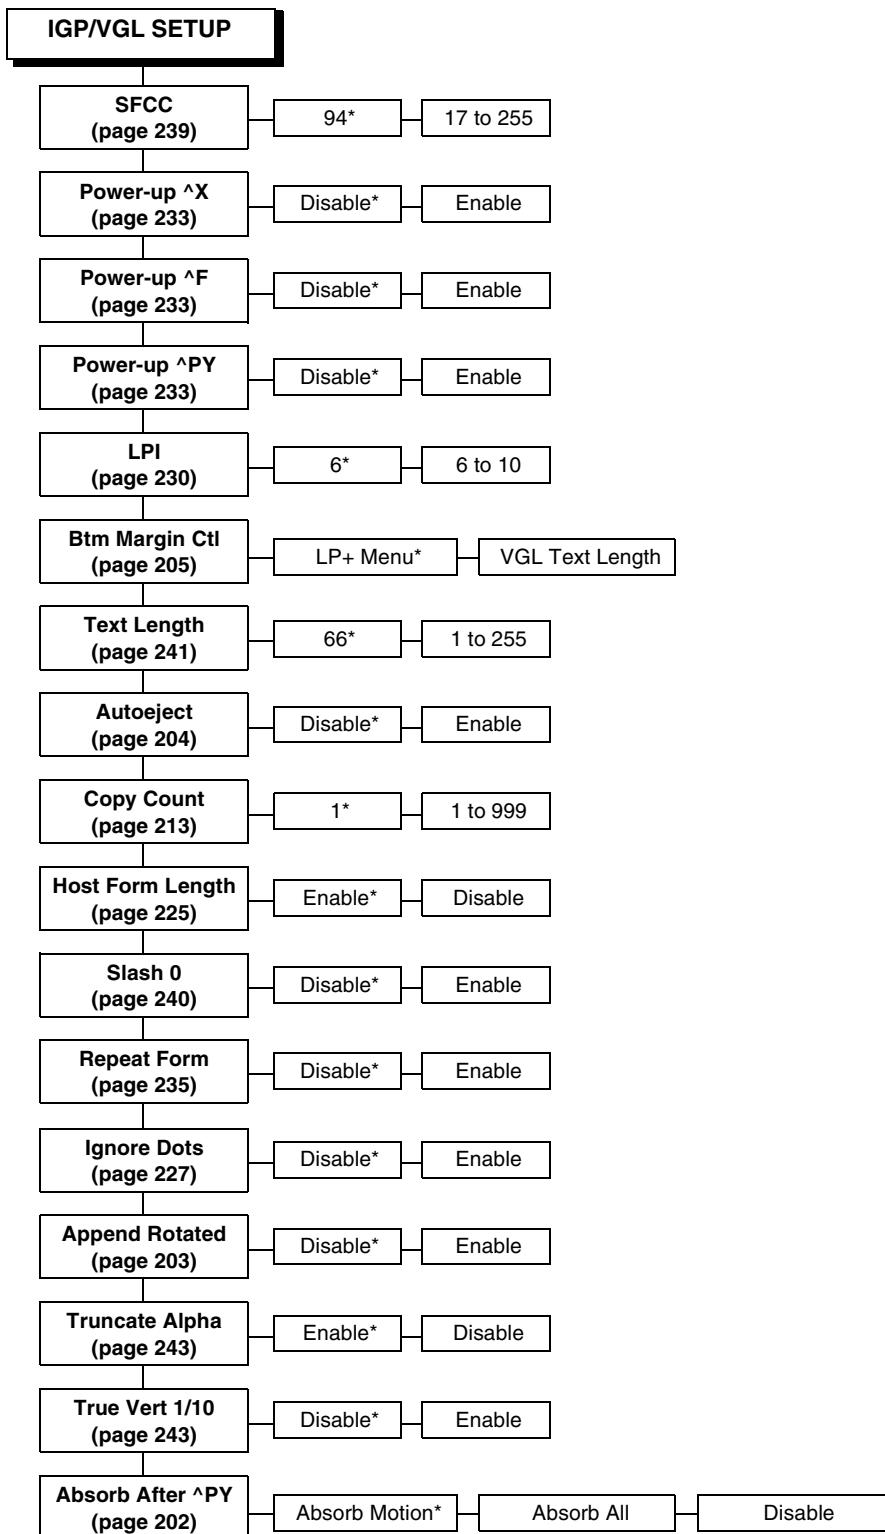 IGP/VGL SETUP
SFCC
(page 239)
94*
17 to 255
Power-up ^X
(page 233)
Disable*
Enable
Power-up ^F
(page 233)
Disable*
Enable
Power-up ^PY
(page 233)
Disable*
Enable
LPI
(page 230)
6*
6 to 10
Btm Margin Ctl
(page 205)
LP+ Menu*
VGL Text Length
Text Length
(page 241)
66*
1 to 255
Autoeject
(page 204)
Disable*
Enable
Copy Count
(page 213)
1*
1 to 999
Host Form Length
(page 225)
Enable*
Disable
Slash 0
(page 240)
Disable*
Enable
Repeat Form
(page 235)
Disable*
Enable
Ignore Dots
(page 227)
Disable*
Enable
Append Rotated
(page 203)
Disable*
Enable
Truncate Alpha
(page 243)
Enable*
Disable
True Vert 1/10
(page 243)
Disable*
Enable
Absorb After ^PY
(page 202)
Absorb Motion*
Absorb All
Disable